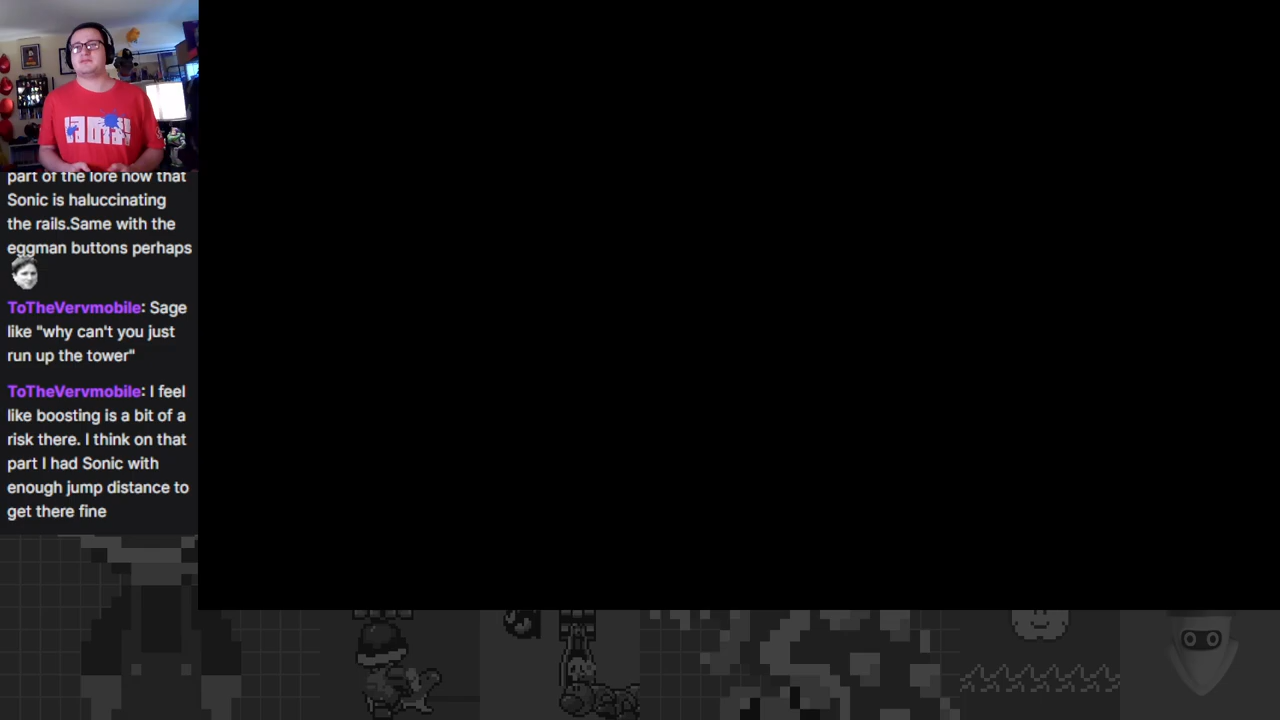 part of the lore now that
Sonic is haluccinating
the rails.Same with the
eggman buttons perhaps
ToTheVervmobile: Sage
like "why can't you just
run up the tower"
ToTheVervmobile: I feel
like boosting is a bit of a
risk there. I think on that
part I had Sonic with
enough jump distance to
get there fine